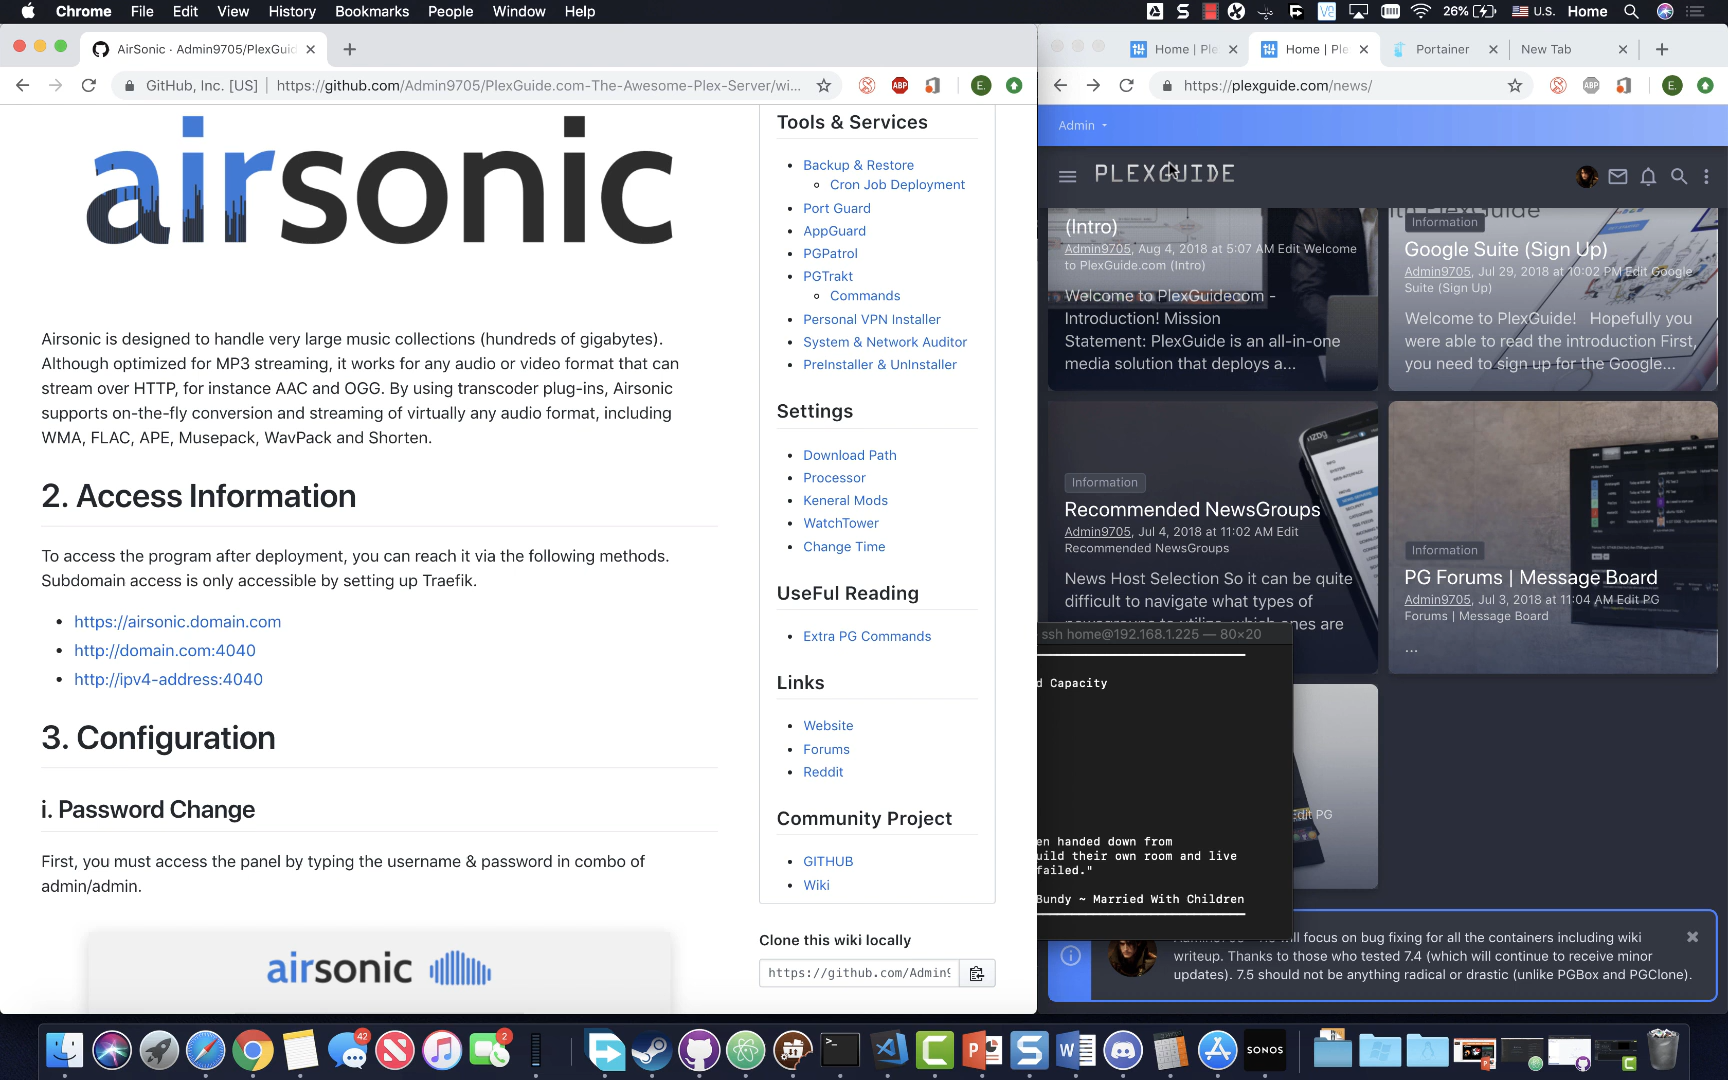 Chrome File Edit View History Bookmarks People Window Help
26% U.S. Home
AirSonic · Admin9705/PlexGuid
GitHub, Inc. [US] | https://github.com/Admin9705/PlexGuide.com-The-Awesome-Plex-Server/wi...
ABP E.
airsonic
Airsonic is designed to handle very large music collections (hundreds of gigabytes).
Although optimized for MP3 streaming, it works for any audio or video format that can
stream over HTTP, for instance AAC and OGG. By using transcoder plug-ins, Airsonic
supports on-the-fly conversion and streaming of virtually any audio format, including
WMA, FLAC, APE, Musepack, WavPack and Shorten.
2. Access Information
To access the program after deployment, you can reach it via the following methods.
Subdomain access is only accessible by setting up Traefik.
https://airsonic.domain.com
http://domain.com:4040
http://ipv4-address:4040
3. Configuration
i. Password Change
First, you must access the panel by typing the username & password in combo of
admin/admin.
airsonic
Tools & Services
Backup & Restore
Cron Job Deployment
Port Guard
AppGuard
PGPatrol
PGTrakt
Commands
Personal VPN Installer
System & Network Auditor
PreInstaller & UnInstaller
Settings
Download Path
Processor
Keneral Mods
WatchTower
Change Time
UseFul Reading
Extra PG Commands
Links
Website
Forums
Reddit
Community Project
GITHUB
Wiki
Clone this wiki locally
https://github.com/Admin9
Home | Ple
Home | Ple
Portainer
New Tab
https://plexguide.com/news/
ABP E.
Admin
PLEXGUIDE
(Intro)
Admin9705, Aug 4, 2018 at 5:07 AM Edit Welcome
to PlexGuide.com (Intro)
Welcome to PlexGuidecom -
Introduction! Mission
Statement: PlexGuide is an all-in-one
media solution that deploys a...
Information
Google Suite (Sign Up)
Admin9705, Jul 29, 2018 at 10:02 PM Edit Google
Suite (Sign Up)
Welcome to PlexGuide! Hopefully you
were able to read the introduction First,
you need to sign up for the Google...
Information
Recommended NewsGroups
Admin9705, Jul 4, 2018 at 11:02 AM Edit
Recommended NewsGroups
News Host Selection So it can be quite
difficult to navigate what types of
newsgroups to utilize, which ones are
Information
PG Forums | Message Board
Admin9705, Jul 3, 2018 at 11:04 AM Edit PG
Forums | Message Board
...
ssh home@192.168.1.225 — 80×20
d Capacity
en handed down from
uild their own room and live
failed."
Bundy ~ Married With Children
Edit PG
will focus on bug fixing for all the containers including wiki
writeup. Thanks to those who tested 7.4 (which will continue to receive minor
updates). 7.5 should not be anything radical or drastic (unlike PGBox and PGClone).
42
2
SONOS